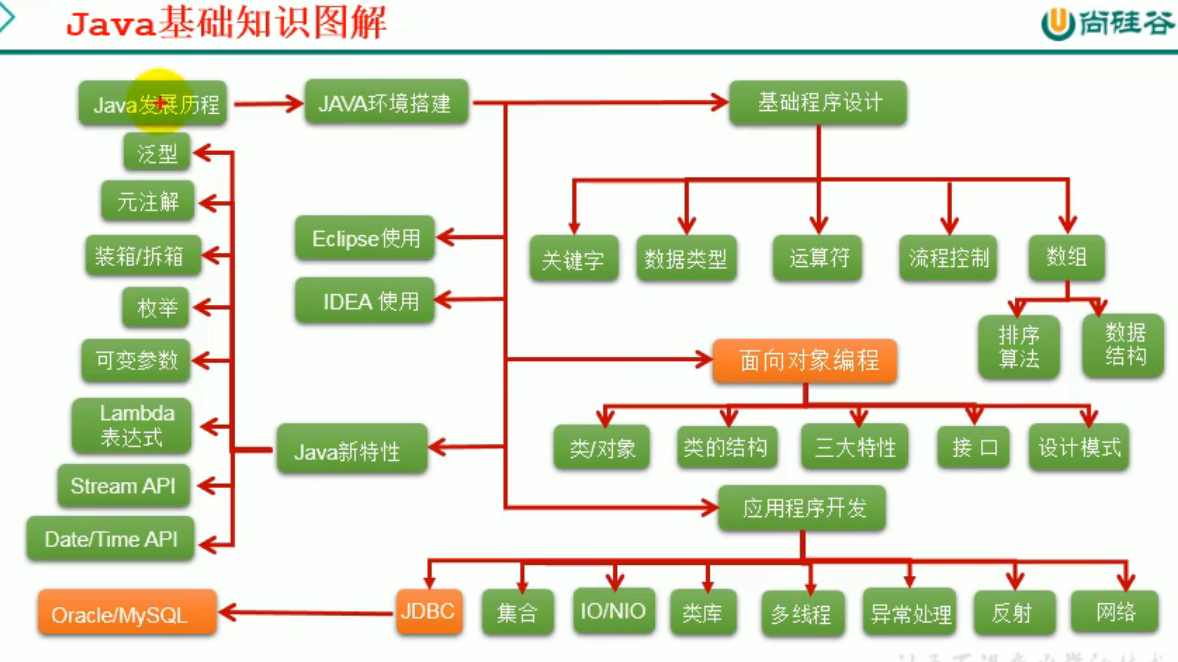 Java基础知识图解
尚硅谷
Java发展历程
JAVA环境搭建
基础程序设计
泛型
元注解
装箱/拆箱
枚举
可变参数
Lambda
表达式
Stream API
Date/Time API
Eclipse使用
IDEA 使用
Java新特性
关键字
数据类型
运算符
流程控制
数组
排序
算法
数据
结构
面向对象编程
类/对象
类的结构
三大特性
接 口
设计模式
应用程序开发
Oracle/MySQL
JDBC
集合
IO/NIO
类库
多线程
异常处理
反射
网络